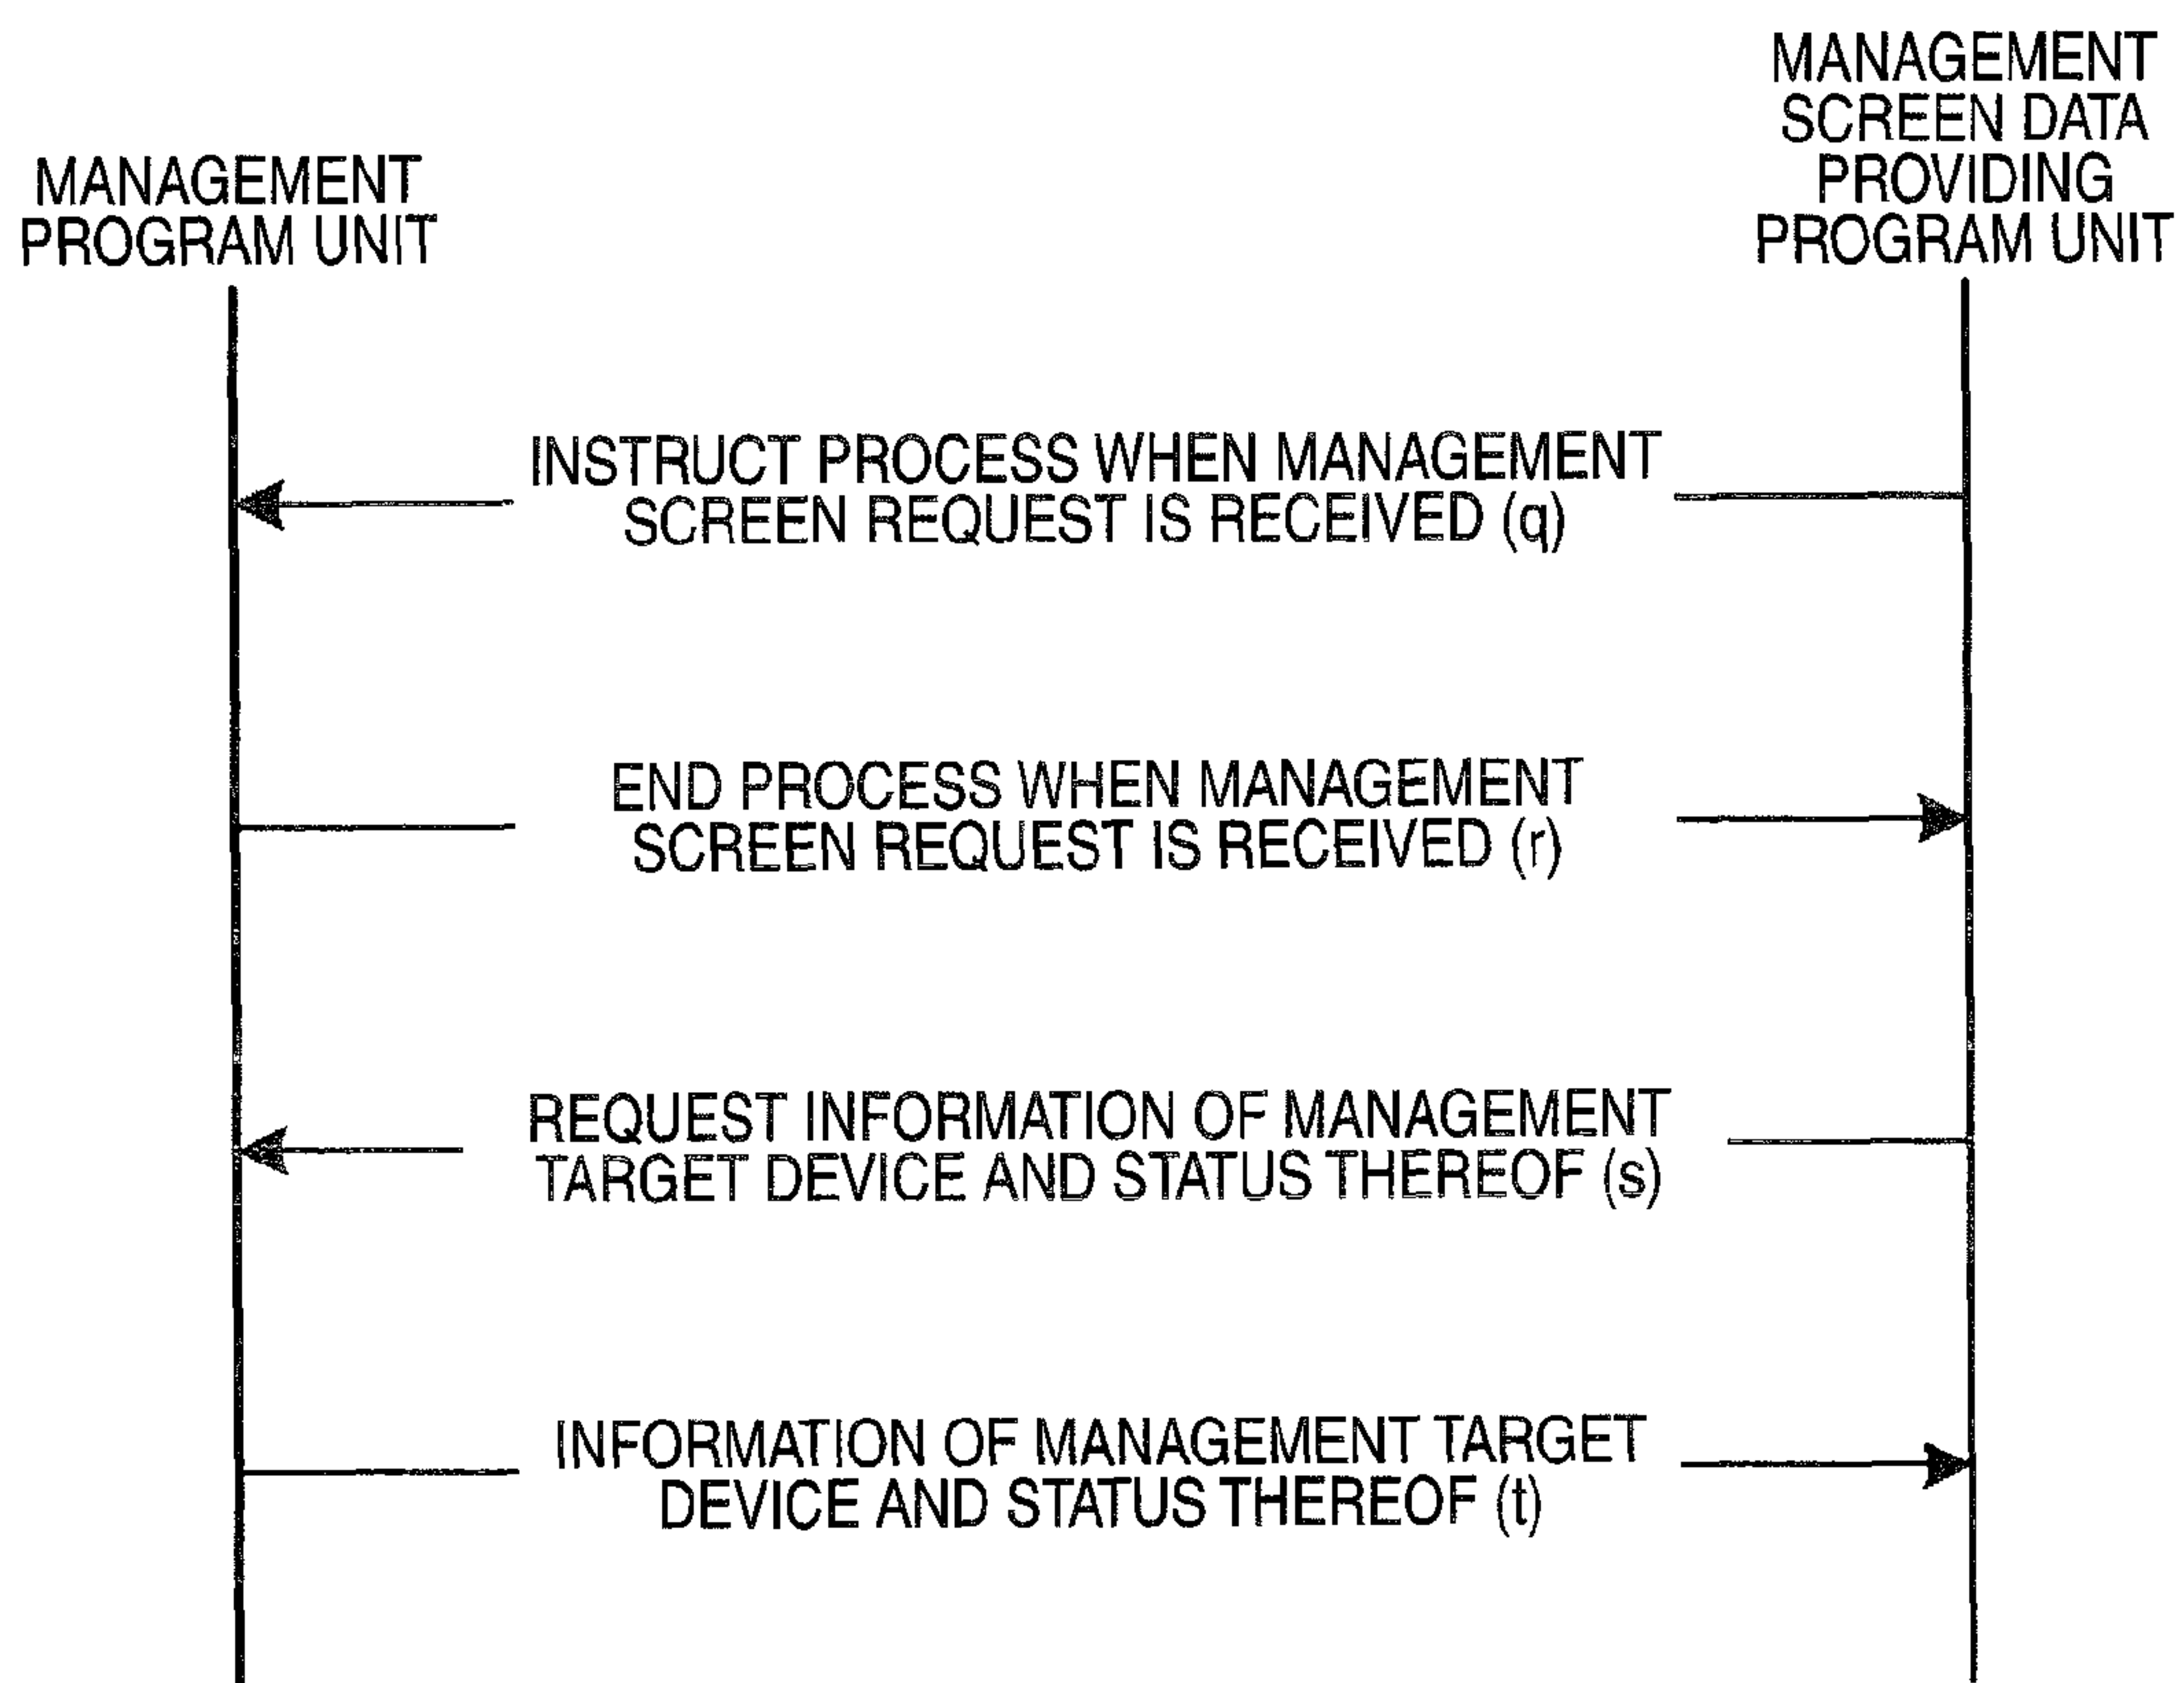 MANAGEMENT
PROGRAM UNIT
MANAGEMENT
SCREEN DATA
PROVIDING
PROGRAM UNIT
INSTRUCT PROCESS WHEN MANAGEMENT
SCREEN REQUEST IS RECEIVED (q)
END PROCESS WHEN MANAGEMENT
SCREEN REQUEST IS RECEIVED (r)
REQUEST INFORMATION OF MANAGEMENT
TARGET DEVICE AND STATUS THEREOF (s)
INFORMATION OF MANAGEMENT TARGET
DEVICE AND STATUS THEREOF (t)